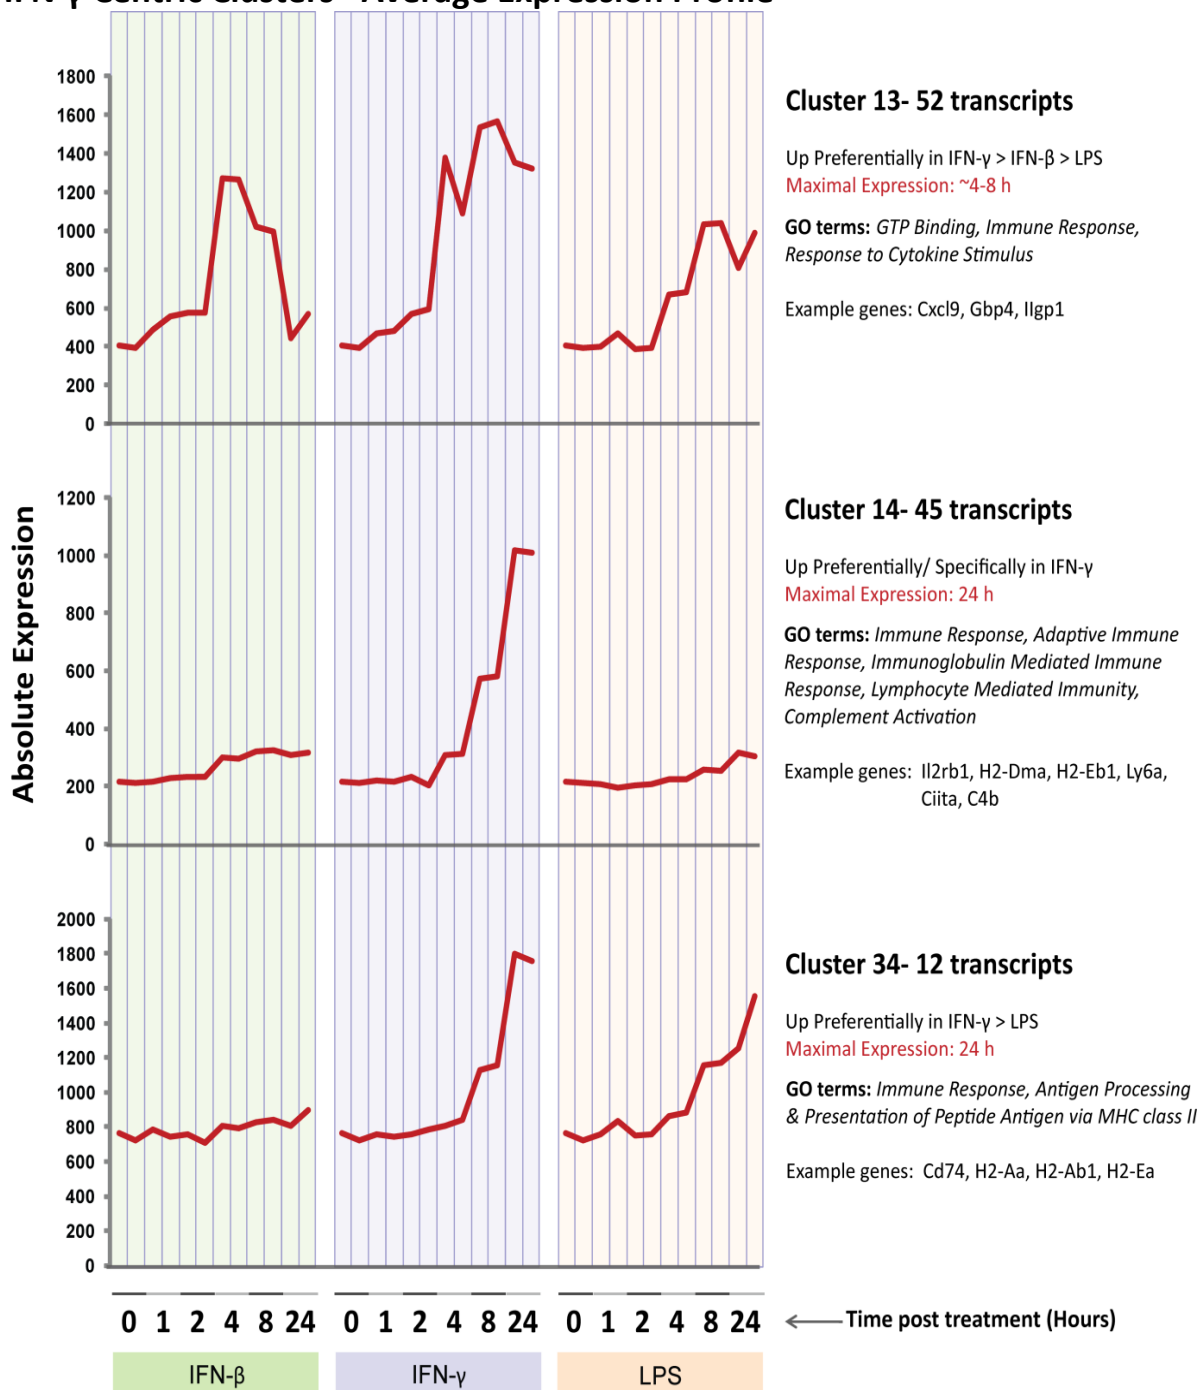 IFN-γ Centric Clusters - Average Expression Profile
1800
1600
1400
1200
1000
800
600
400
200
0
Cluster 13- 52 transcripts
Up Preferentially in IFN-γ > IFN-β > LPS
Maximal Expression: ~4-8 h
GO terms: GTP Binding, Immune Response,
Response to Cytokine Stimulus
Example genes: Cxcl9, Gbp4, IIgp1
Absolute Expression
1200
1000
800
600
400
200
0
Cluster 14- 45 transcripts
Up Preferentially/ Specifically in IFN-γ
Maximal Expression: 24 h
GO terms: Immune Response, Adaptive Immune
Response, Immunoglobulin Mediated Immune
Response, Lymphocyte Mediated Immunity,
Complement Activation
Example genes: Il2rb1, H2-Dma, H2-Eb1, Ly6a,
Ciita, C4b
2000
1800
1600
1400
1200
1000
800
600
400
200
0
Cluster 34- 12 transcripts
Up Preferentially in IFN-γ > LPS
Maximal Expression: 24 h
GO terms: Immune Response, Antigen Processing
& Presentation of Peptide Antigen via MHC class II
Example genes: Cd74, H2-Aa, H2-Ab1, H2-Ea
0 1 2 4 8 24 0 1 2 4 8 24 0 1 2 4 8 24
Time post treatment (Hours)
IFN-β IFN-γ LPS